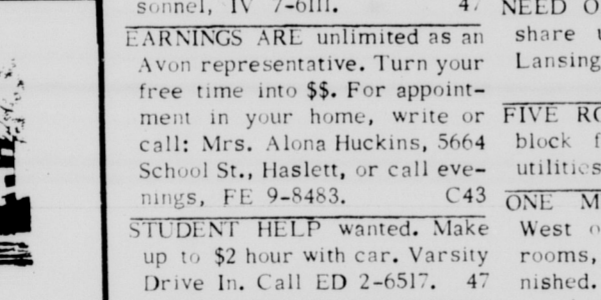 sonnel, IV 7-6111. 47
EARNINGS ARE unlimited as an
Avon representative. Turn your
free time into $$. For appoint-
ment in your home, write or
call: Mrs. Alona Huckins, 5664
School St., Haslett, or call eve-
nings, FE 9-8483. C43
STUDENT HELP wanted. Make
up to $2 hour with car. Varsity
Drive In. Call ED 2-6517. 47
NEED
share
Lansing
FIVE
block
utilities
ONE
West
rooms,
nished.